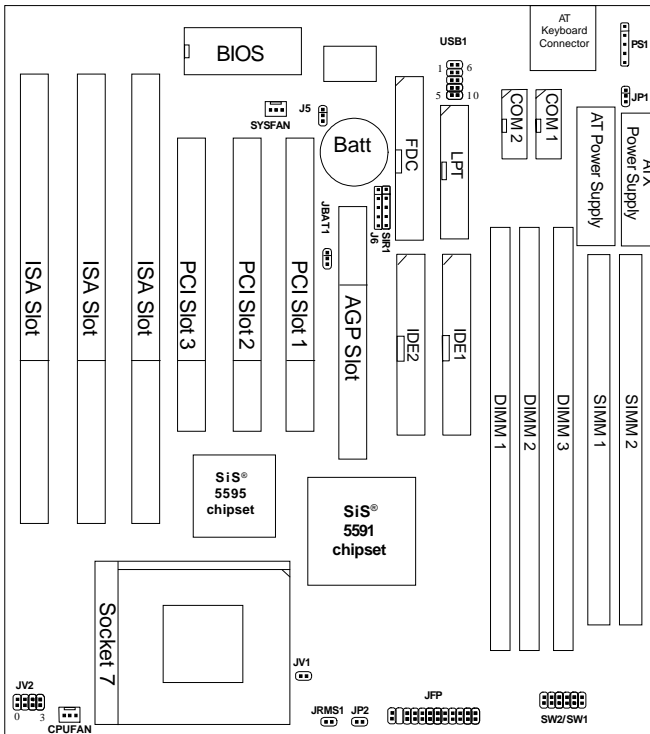 AT
Keyboard
Connector
PS1
BIOS
USB1
1 6
5 10
JP1
J5
SYSFAN
Batt
FDC
LPT
COM 2
COM 1
AT Power Supply
ATX
Power Supply
JBAT1
J6
SIR1
ISA Slot
ISA Slot
ISA Slot
PCI Slot 3
PCI Slot 2
PCI Slot 1
AGP Slot
IDE2
IDE1
DIMM 1
DIMM 2
DIMM 3
SIMM 1
SIMM 2
SiS®
5595
chipset
SiS®
5591
chipset
Socket 7
JV1
JV2
0 3
CPUFAN
JRMS1
JP2
JFP
SW2/SW1